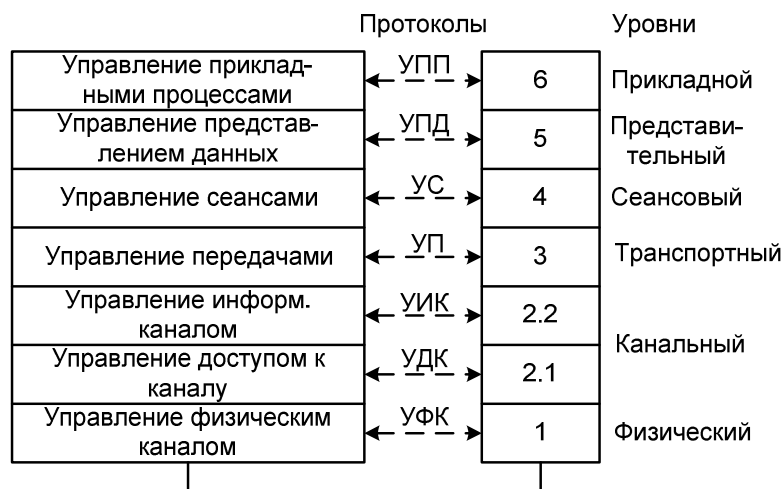 Протоколы Уровни
Управление приклад-
ными процессами
УПП
6
Прикладной
Управление представ-
лением данных
УПД
5
Представи-
тельный
Управление сеансами
УС
4
Сеансовый
Управление передачами
УП
3
Транспортный
Управление информ.
каналом
УИК
2.2
Канальный
Управление доступом к
каналу
УДК
2.1
Управление физическим
каналом
УФК
1
Физический